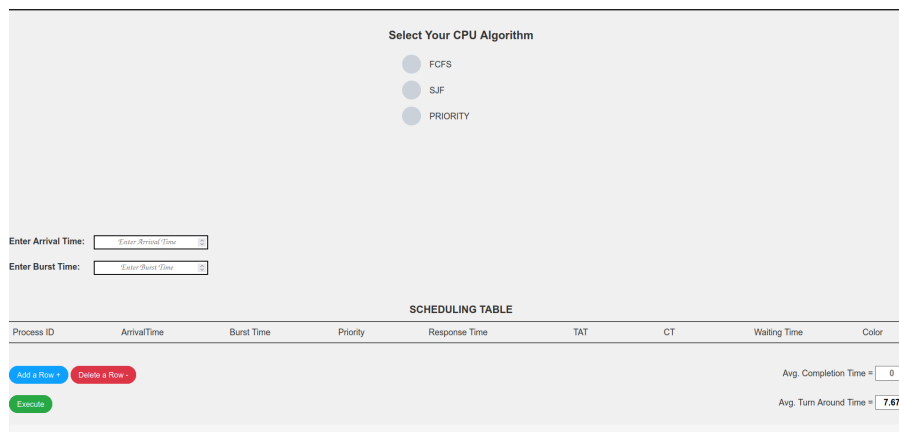 Select Your CPU Algorithm
FCFS
SJF
PRIORITY
Enter Arrival Time: Enter Arrival Time
Enter Burst Time: Enter Burst Time
SCHEDULING TABLE
Process ID ArrivalTime Burst Time Priority Response Time TAT CT Waiting Time Color
Add a Row + Delete a Row - Avg. Completion Time = 0
Execute Avg. Turn Around Time = 7.67